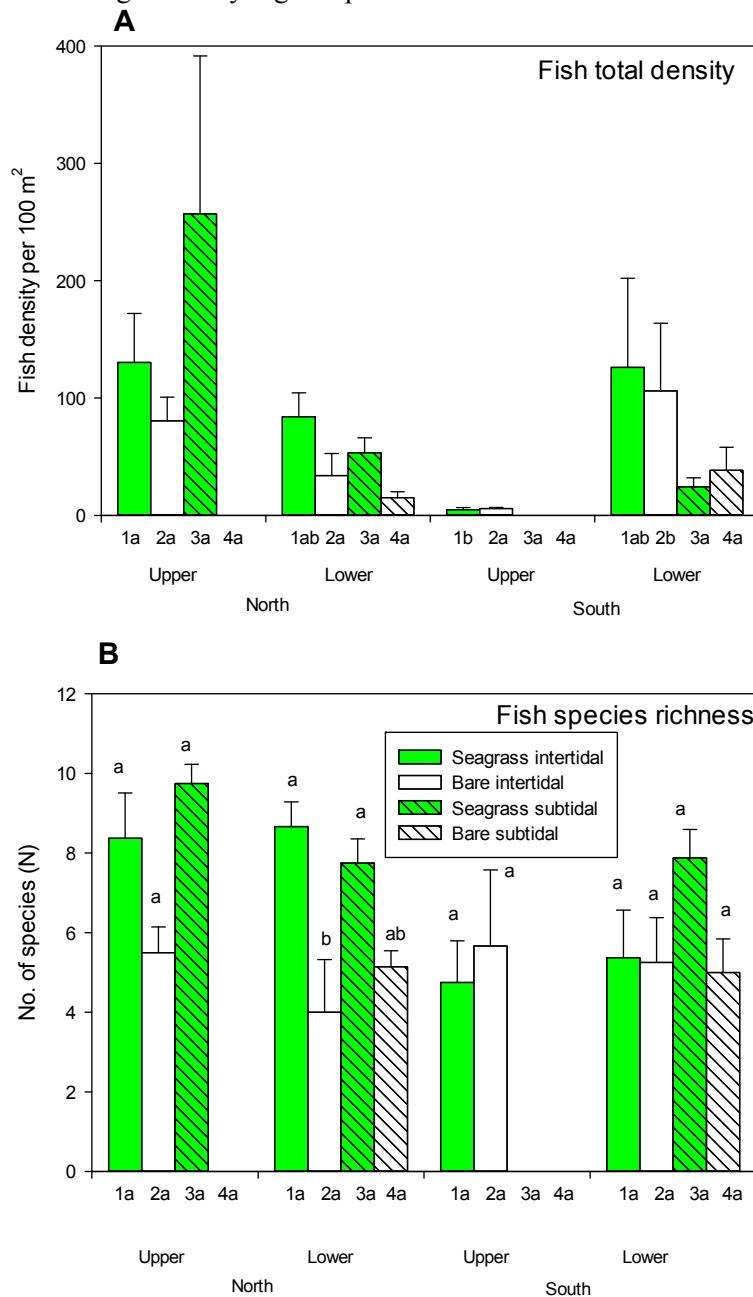 A
Fish total density
Fish density per 100 m²
400
300
200
100
0
1a 2a 3a 4a 1ab 2a 3a 4a 1b 2a 3a 4a 1ab 2b 3a 4a
Upper Lower Upper Lower
North South
B
Fish species richness
Seagrass intertidal
Bare intertidal
Seagrass subtidal
Bare subtidal
No. of species (N)
12
10
8
6
4
2
0
a a a a b a ab a a a a a a
1a 2a 3a 4a 1a 2a 3a 4a 1a 2a 3a 4a 1a 2a 3a 4a
Upper Lower Upper Lower
North South